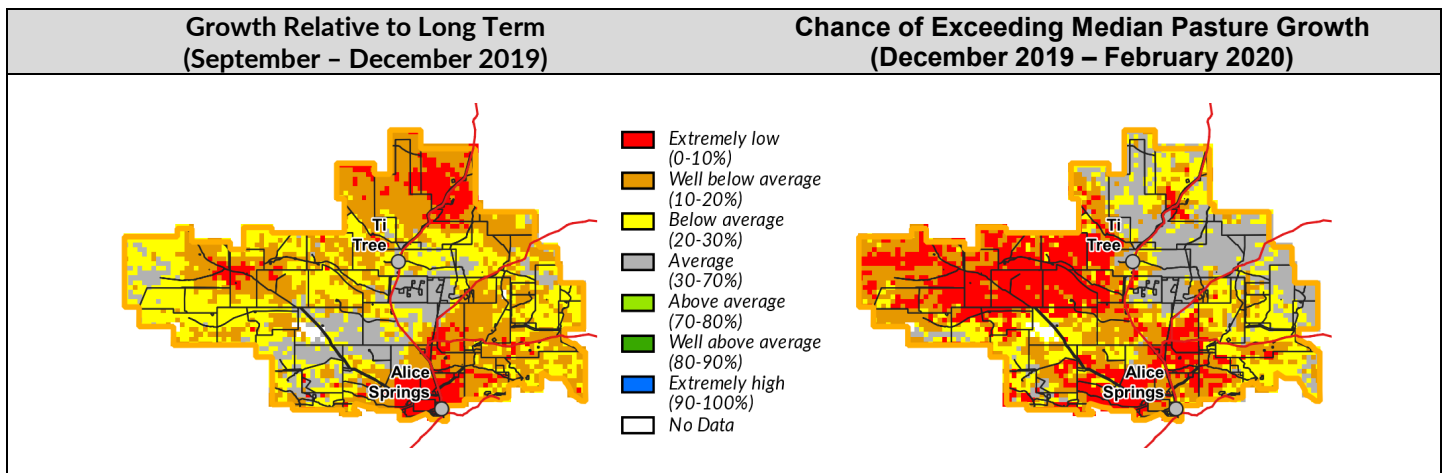 Growth Relative to Long Term
(September – December 2019)
Chance of Exceeding Median Pasture Growth
(December 2019 – February 2020)
Ti
Tree
Alice
Springs
Extremely low
(0-10%)
Well below average
(10-20%)
Below average
(20-30%)
Average
(30-70%)
Above average
(70-80%)
Well above average
(80-90%)
Extremely high
(90-100%)
No Data
Ti
Tree
Alice
Springs